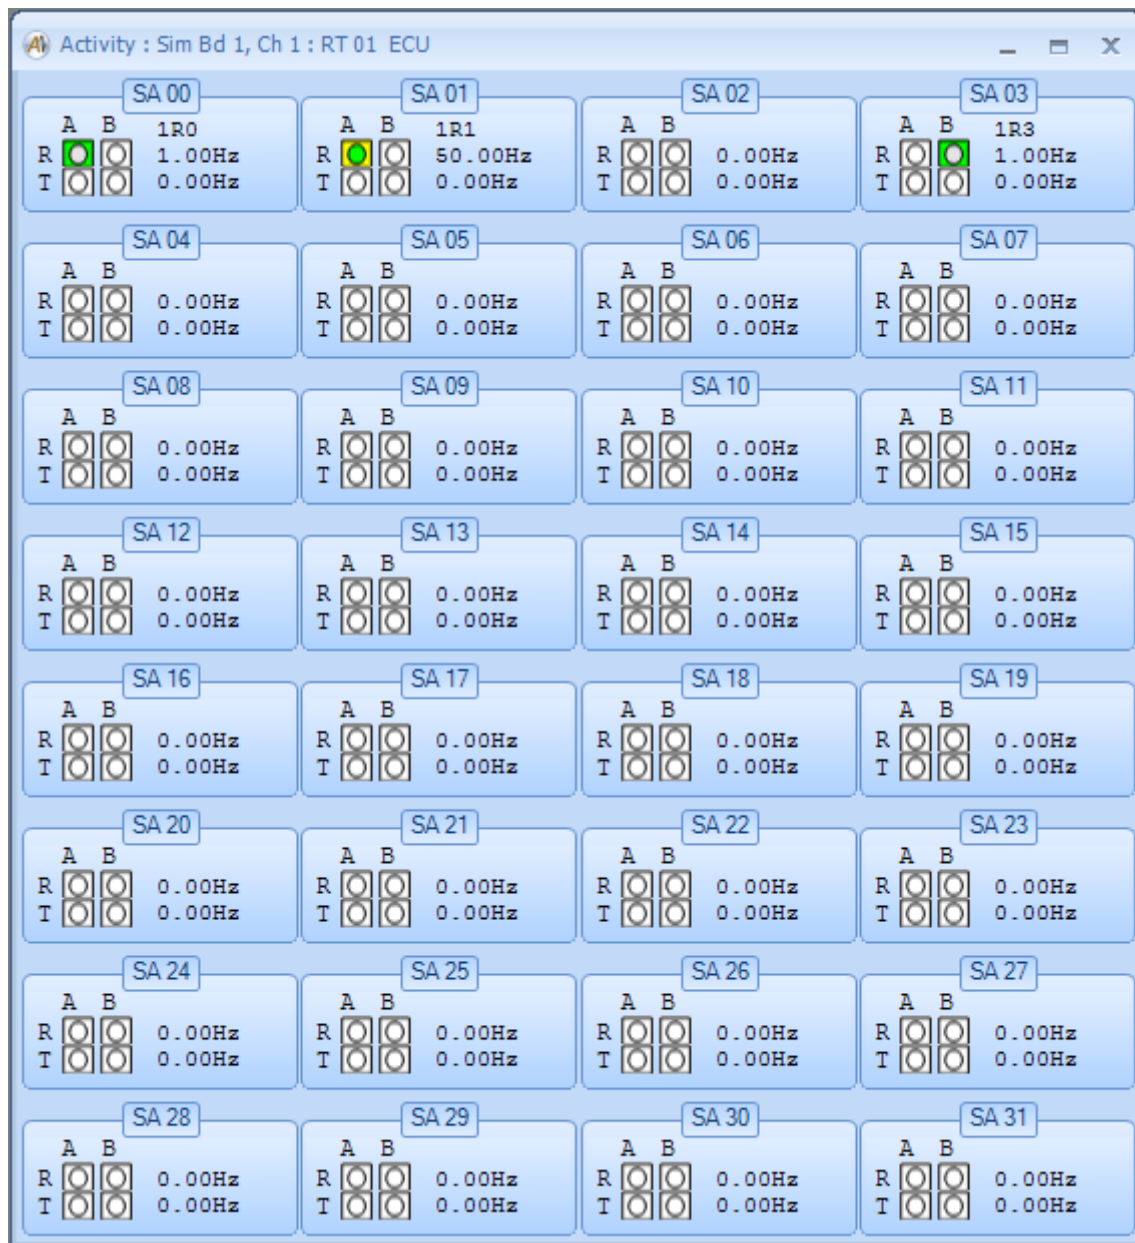 Activity : Sim Bd 1, Ch 1 : RT 01 ECU
SA 00 SA 01 SA 02 SA 03
A B 1R0 A B 1R1 A B A B 1R3
R 1.00Hz R 50.00Hz R 0.00Hz R 1.00Hz
T 0.00Hz T 0.00Hz T 0.00Hz T 0.00Hz
SA 04 SA 05 SA 06 SA 07
A B A B A B A B
R 0.00Hz R 0.00Hz R 0.00Hz R 0.00Hz
T 0.00Hz T 0.00Hz T 0.00Hz T 0.00Hz
SA 08 SA 09 SA 10 SA 11
A B A B A B A B
R 0.00Hz R 0.00Hz R 0.00Hz R 0.00Hz
T 0.00Hz T 0.00Hz T 0.00Hz T 0.00Hz
SA 12 SA 13 SA 14 SA 15
A B A B A B A B
R 0.00Hz R 0.00Hz R 0.00Hz R 0.00Hz
T 0.00Hz T 0.00Hz T 0.00Hz T 0.00Hz
SA 16 SA 17 SA 18 SA 19
A B A B A B A B
R 0.00Hz R 0.00Hz R 0.00Hz R 0.00Hz
T 0.00Hz T 0.00Hz T 0.00Hz T 0.00Hz
SA 20 SA 21 SA 22 SA 23
A B A B A B A B
R 0.00Hz R 0.00Hz R 0.00Hz R 0.00Hz
T 0.00Hz T 0.00Hz T 0.00Hz T 0.00Hz
SA 24 SA 25 SA 26 SA 27
A B A B A B A B
R 0.00Hz R 0.00Hz R 0.00Hz R 0.00Hz
T 0.00Hz T 0.00Hz T 0.00Hz T 0.00Hz
SA 28 SA 29 SA 30 SA 31
A B A B A B A B
R 0.00Hz R 0.00Hz R 0.00Hz R 0.00Hz
T 0.00Hz T 0.00Hz T 0.00Hz T 0.00Hz